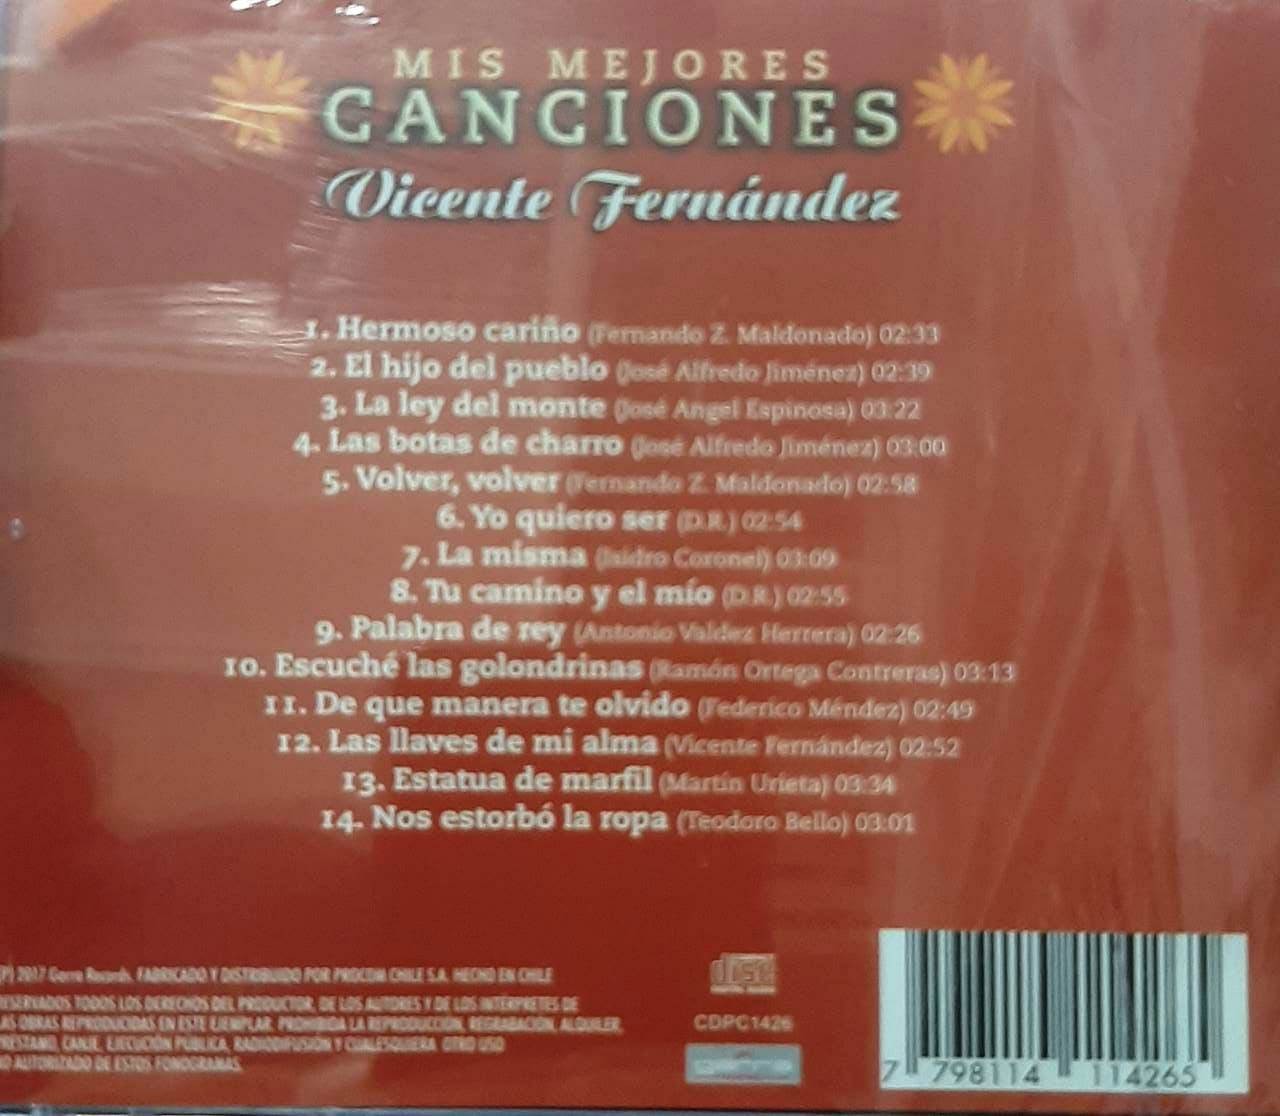 MIS MEJORES
CANCIONES
Vicente Fernández
1. Hermoso cariño (Fernando Z. Maldonado) 02:33
2. El hijo del pueblo (José Alfredo Jiménez) 02:39
3. La ley del monte (José Angel Espinosa) 03:22
4. Las botas de charro (José Alfredo Jiménez) 03:00
5. Volver, volver (Fernando Z. Maldonado) 02:58
6. Yo quiero ser (D.R.) 02:54
7. La misma (Isidro Coronel) 03:09
8. Tu camino y el mío (D.R.) 02:55
9. Palabra de rey (Antonio Valdez Herrera) 02:26
10. Escuché las golondrinas (Ramón Ortega Contreras) 03:13
11. De que manera te olvido (Federico Méndez) 02:49
12. Las llaves de mi alma (Vicente Fernández) 02:52
13. Estatua de marfil (Martín Urieta) 03:34
14. Nos estorbó la ropa (Teodoro Bello) 03:01
(P) 2017 Records. FABRICADO Y DISTRIBUIDO POR PROCOM CHILE S.A. HECHO EN CHILE
RESERVADOS TODOS LOS DERECHOS DEL PRODUCTOR, DE LOS AUTORES Y DE LOS INTÉRPRETES DE
LAS OBRAS REPRODUCIDAS EN ESTE EJEMPLAR. PROHIBIDA LA REPRODUCCIÓN, REGRABACIÓN, ALQUILER,
PRÉSTAMO, CANJE, EJECUCIÓN PÚBLICA, RADIODIFUSIÓN Y CUALESQUIERA OTRO USO
NO AUTORIZADO DE ESTOS FONOGRAMAS.
disc
CDPC1426
7 798114 114265